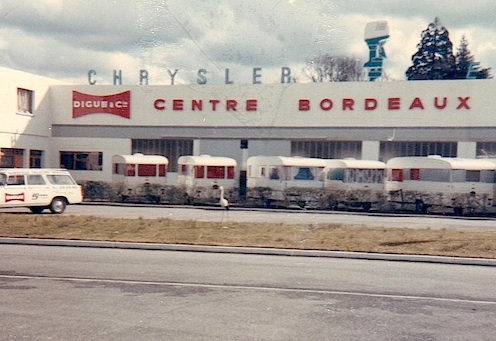 CHRYSLER
DIGUE & Cie CENTRE BORDEAUX